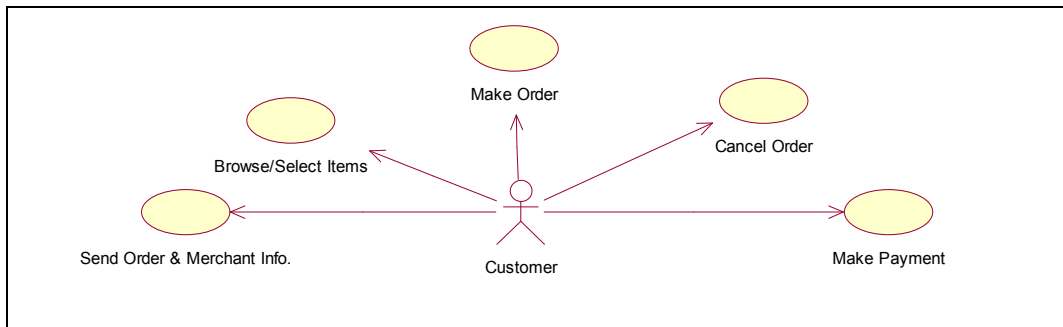 Make Order
Cancel Order
Browse/Select Items
Send Order & Merchant Info.
Customer
Make Payment